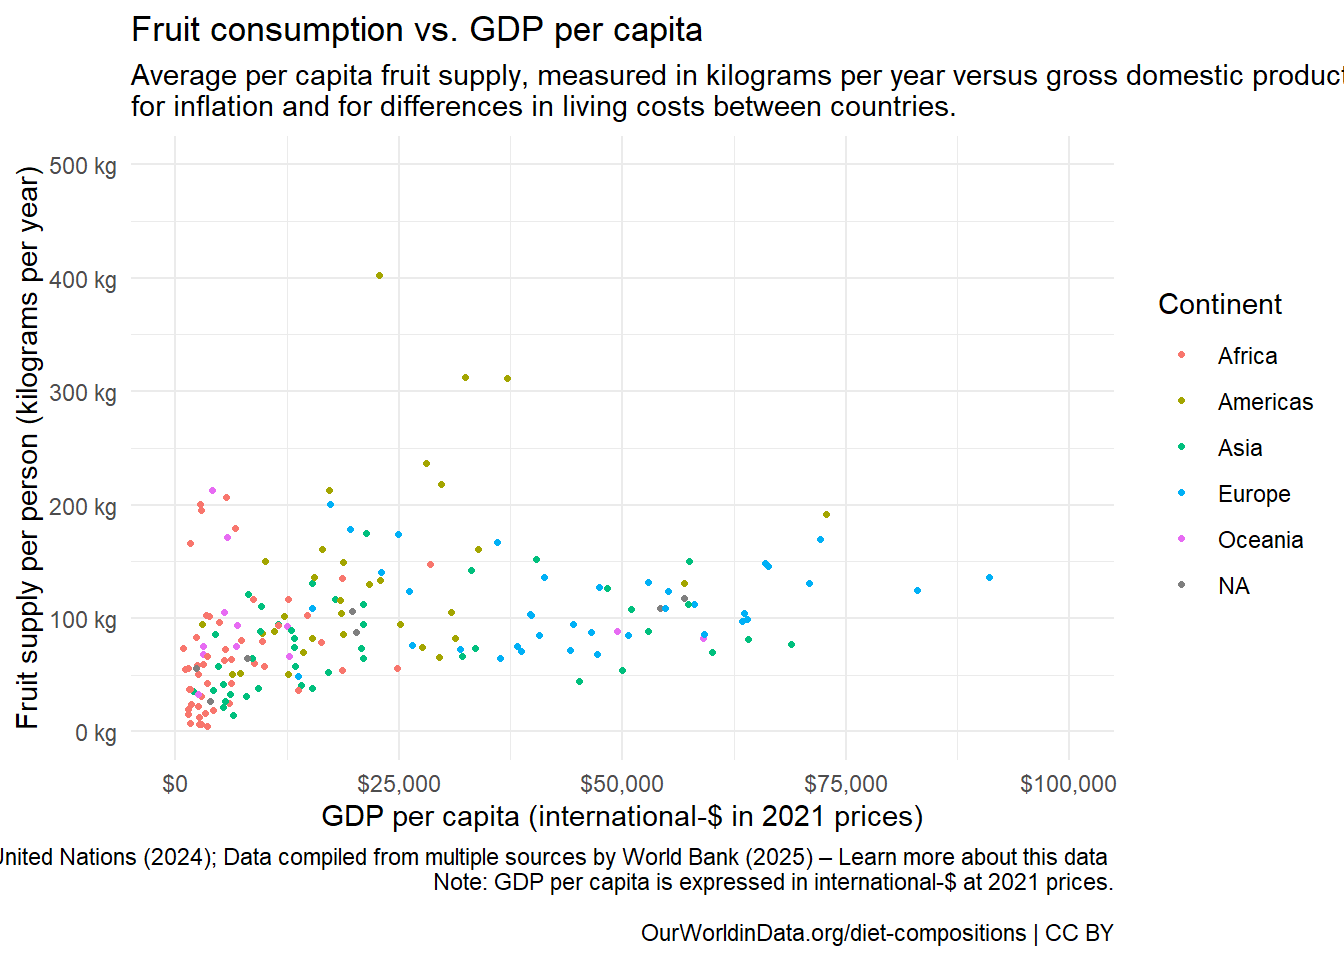 Fruit consumption vs. GDP per capita
Average per capita fruit supply, measured in kilograms per year versus gross domestic product
for inflation and for differences in living costs between countries.
Fruit supply per person (kilograms per year)
500 kg
400 kg
300 kg
200 kg
100 kg
0 kg
$0
$25,000
$50,000
$75,000
$100,000
GDP per capita (international-$ in 2021 prices)
Continent
Africa
Americas
Asia
Europe
Oceania
NA
United Nations (2024); Data compiled from multiple sources by World Bank (2025) – Learn more about this data
Note: GDP per capita is expressed in international-$ at 2021 prices.
OurWorldinData.org/diet-compositions | CC BY